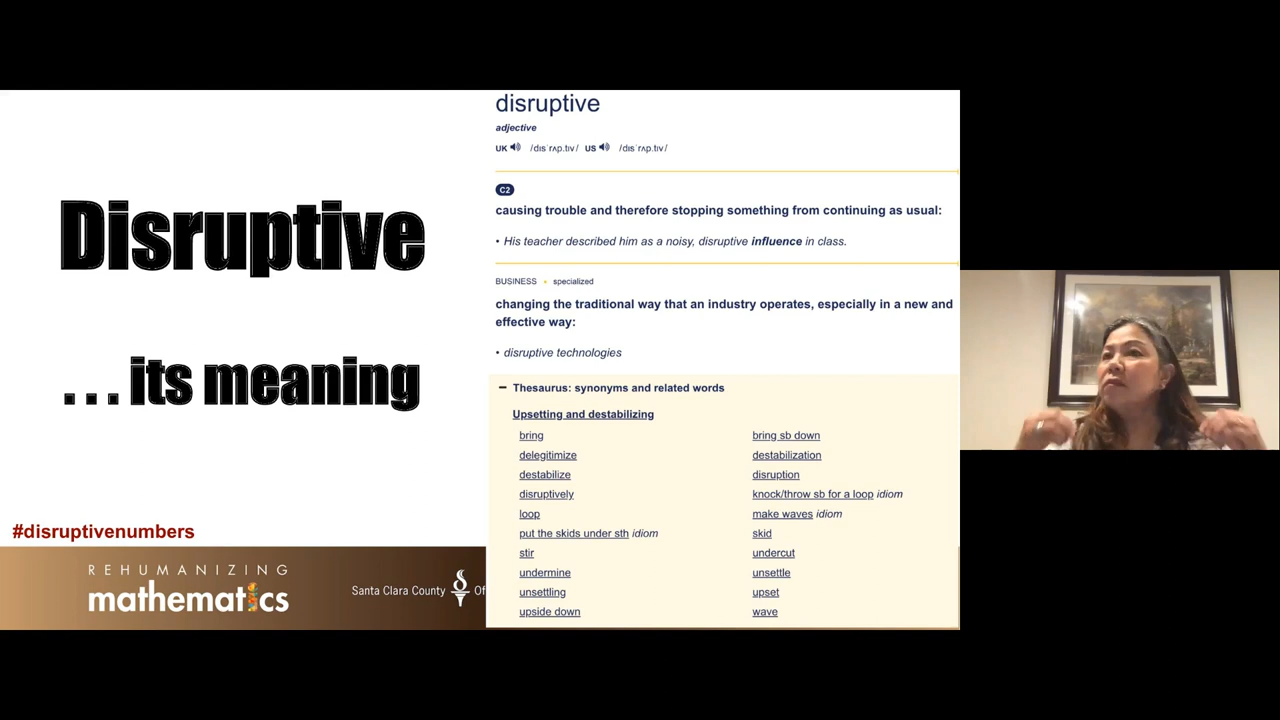 Disruptive
. . . its meaning
#disruptivenumbers
REHUMANIZING
mathematics
Santa Clara County Of
disruptive
adjective
UK /dɪsˈrʌp.tɪv/ US /dɪsˈrʌp.tɪv/
C2
causing trouble and therefore stopping something from continuing as usual:
• His teacher described him as a noisy, disruptive influence in class.
BUSINESS • specialized
changing the traditional way that an industry operates, especially in a new and
effective way:
• disruptive technologies
− Thesaurus: synonyms and related words
Upsetting and destabilizing
bring bring sb down
delegitimize destabilization
destabilize disruption
disruptively knock/throw sb for a loop idiom
loop make waves idiom
put the skids under sth idiom skid
stir undercut
undermine unsettle
unsettling upset
upside down wave